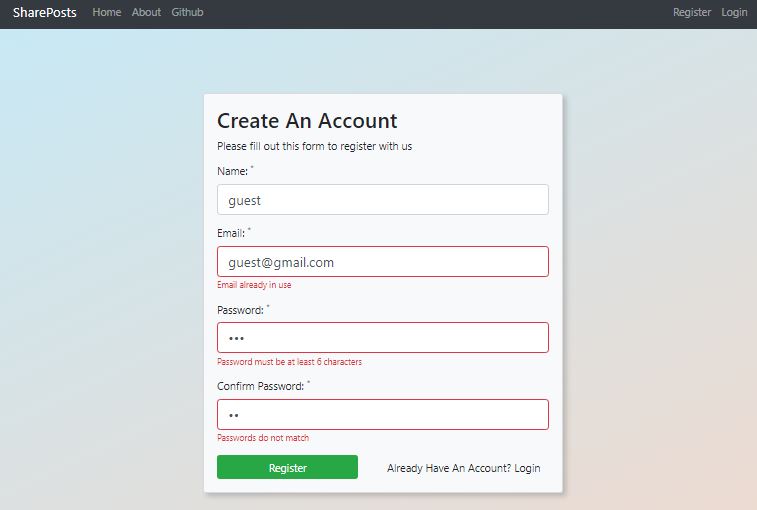 SharePosts Home About Github Register Login
Create An Account
Please fill out this form to register with us
Name: *
guest
Email: *
guest@gmail.com
Email already in use
Password: *
•••
Password must be at least 6 characters
Confirm Password: *
••
Passwords do not match
Register Already Have An Account? Login